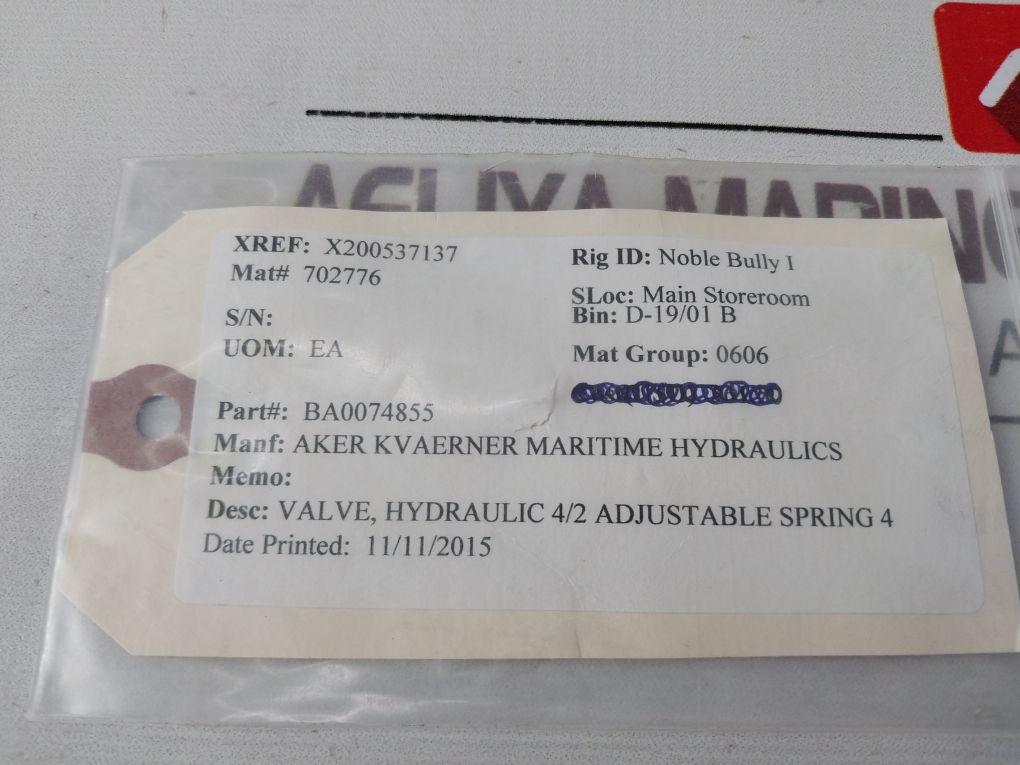 XREF: X200537137
Mat# 702776
S/N:
UOM: EA
Rig ID: Noble Bully I
SLoc: Main Storeroom
Bin: D-19/01 B
Mat Group: 0606
Part#: BA0074855
Manf: AKER KVAERNER MARITIME HYDRAULICS
Memo:
Desc: VALVE, HYDRAULIC 4/2 ADJUSTABLE SPRING 4
Date Printed: 11/11/2015